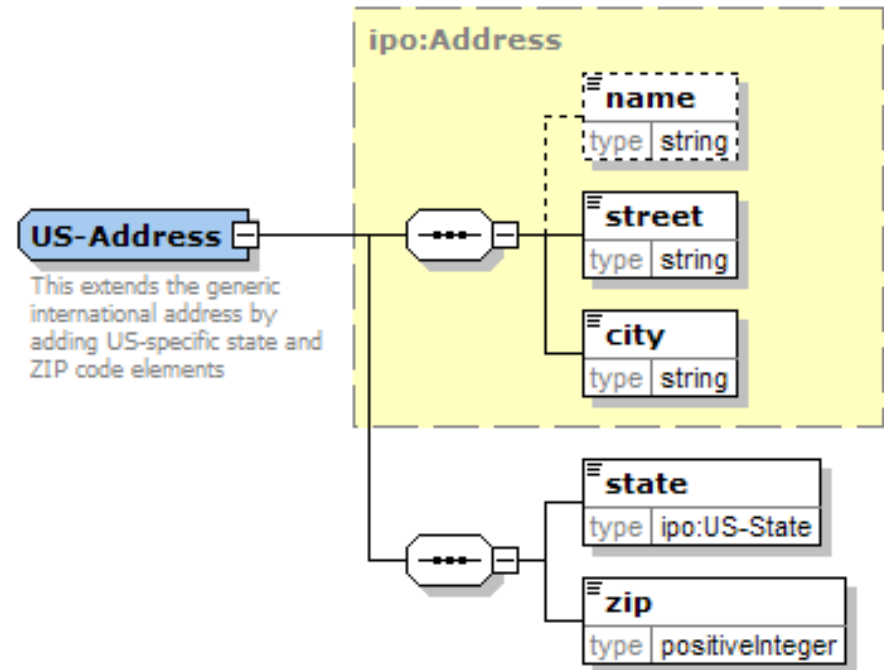 ipo:Address
name
type string
US-Address
street
type string
This extends the generic
international address by
adding US-specific state and
ZIP code elements
city
type string
state
type ipo:US-State
zip
type positiveInteger